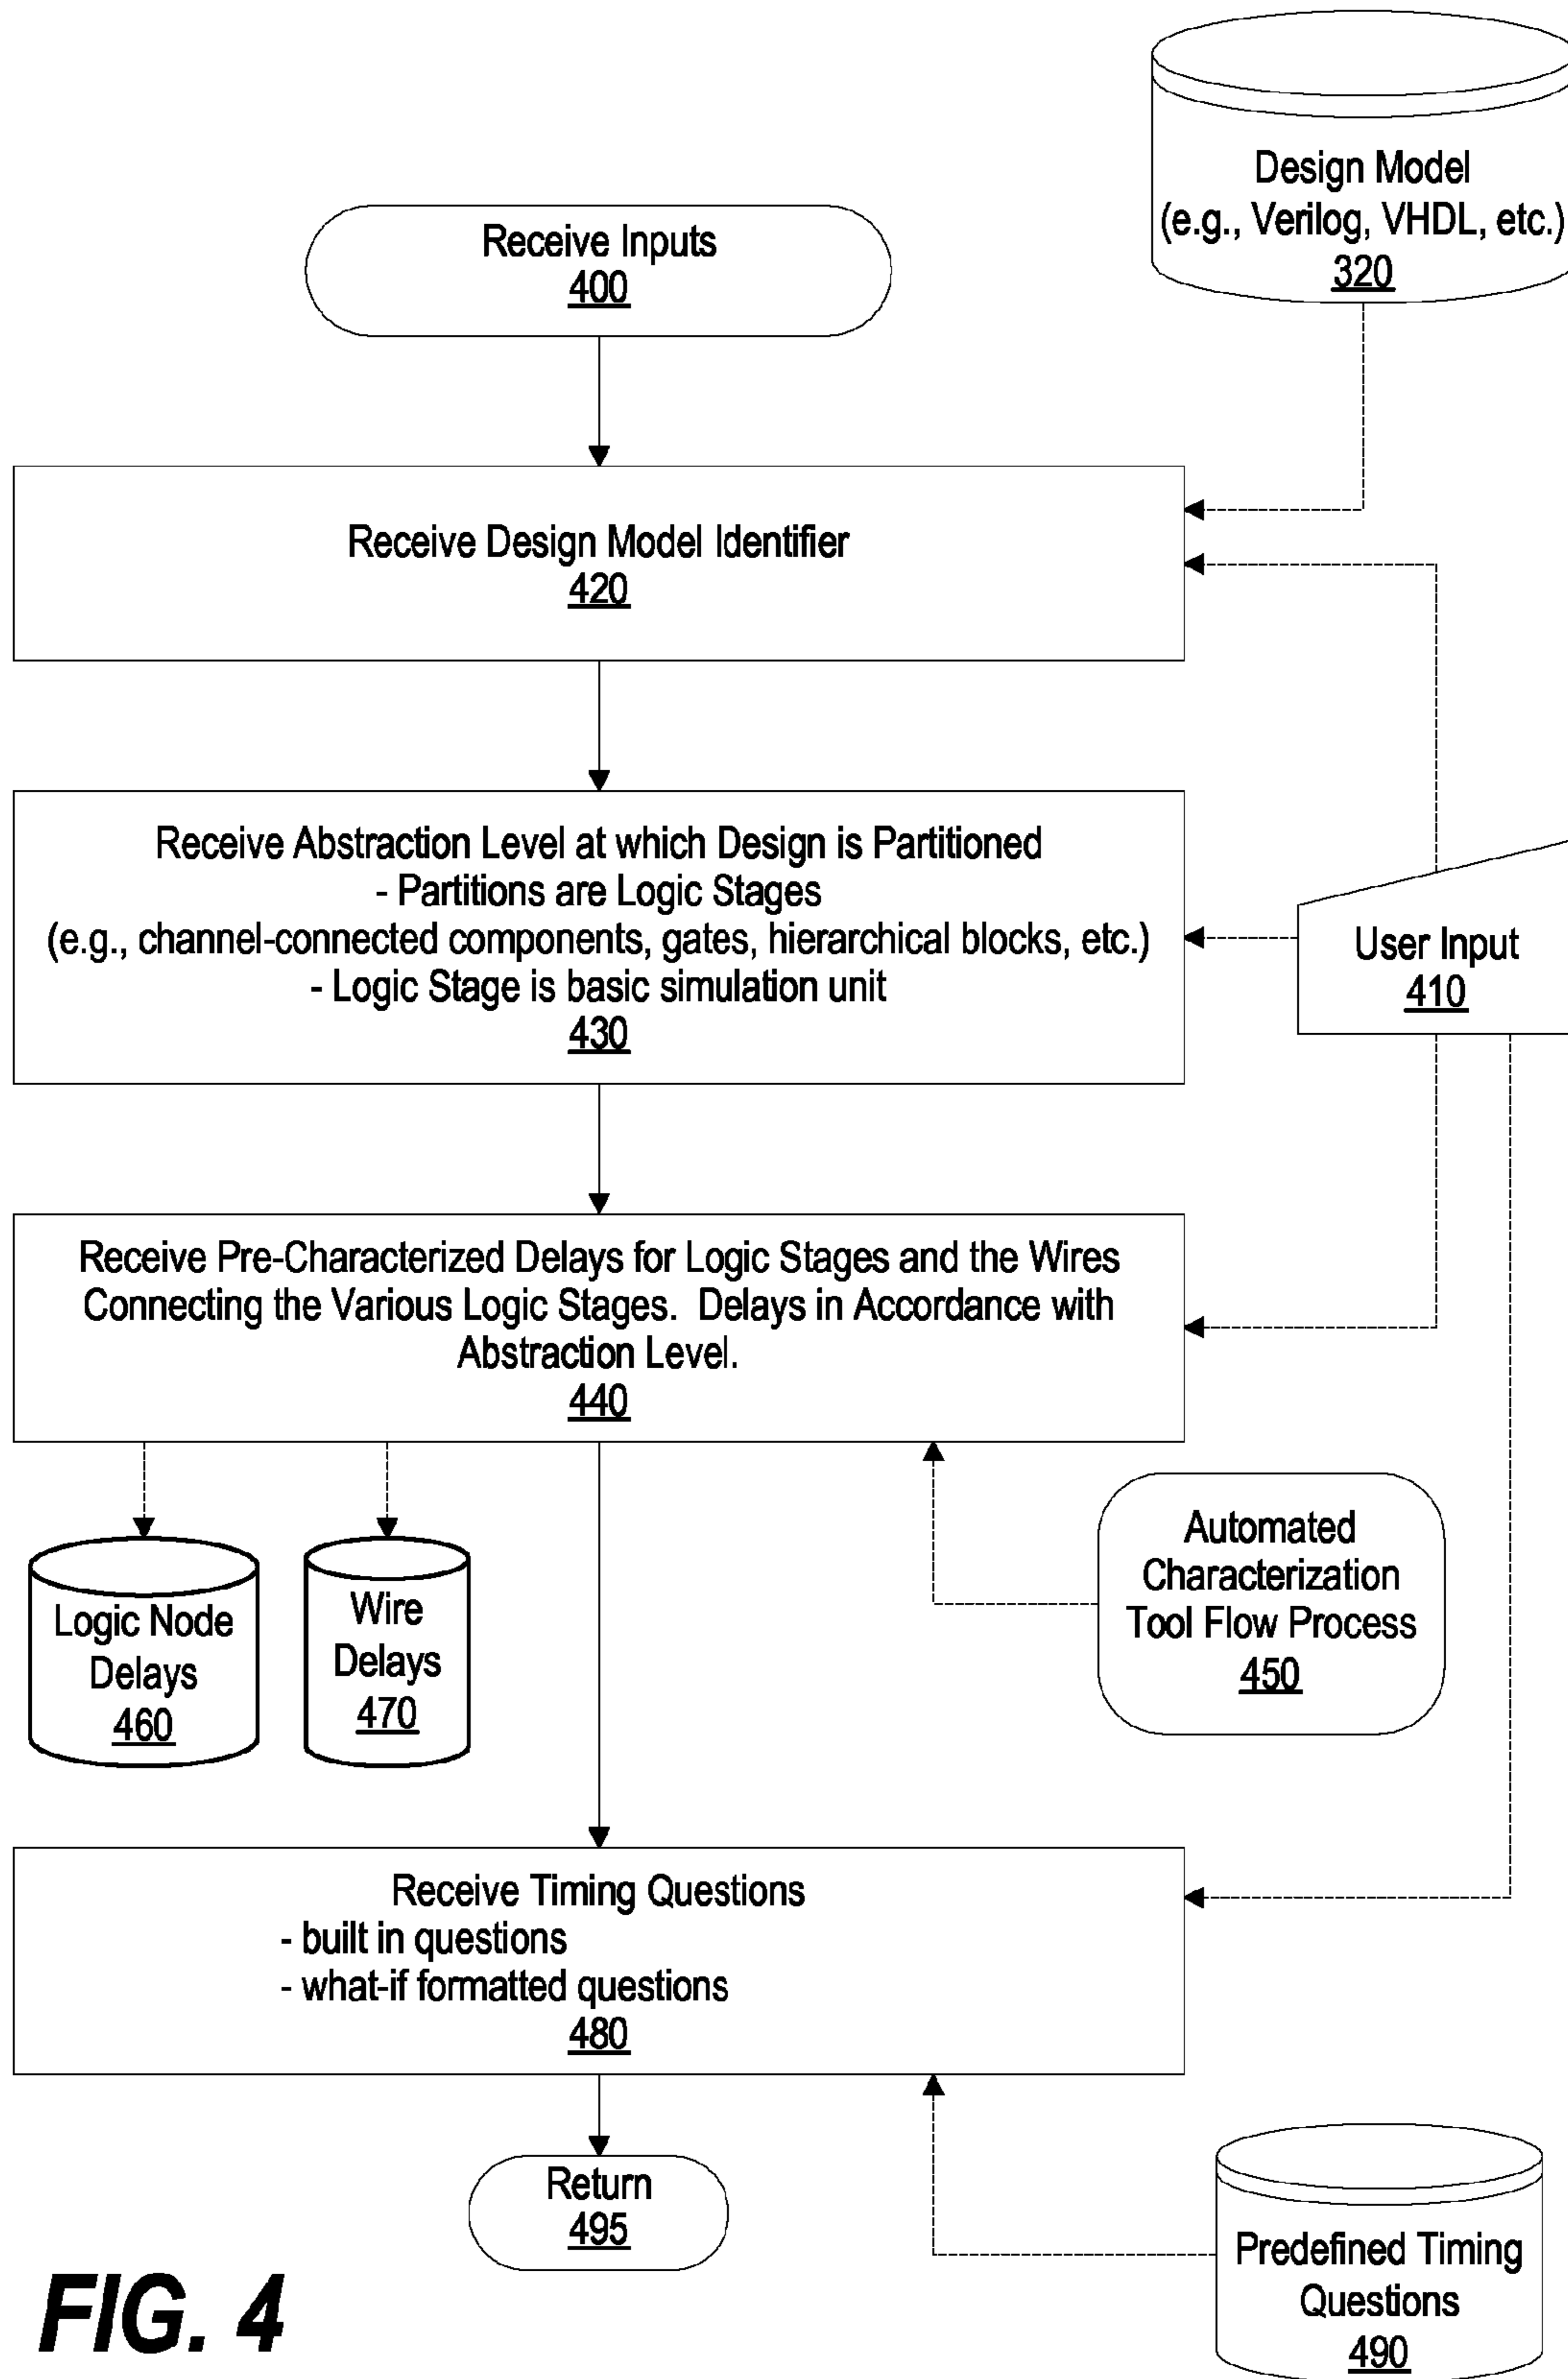 Design Model
(e.g., Verilog, VHDL, etc.)
320
Receive Inputs
400
Receive Design Model Identifier
420
Receive Abstraction Level at which Design is Partitioned
- Partitions are Logic Stages
(e.g., channel-connected components, gates, hierarchical blocks, etc.)
- Logic Stage is basic simulation unit
430
User Input
410
Receive Pre-Characterized Delays for Logic Stages and the Wires
Connecting the Various Logic Stages. Delays in Accordance with
Abstraction Level.
440
Automated
Characterization
Tool Flow Process
450
Logic Node
Delays
460
Wire
Delays
470
Receive Timing Questions
- built in questions
- what-if formatted questions
480
Return
495
Predefined Timing
Questions
490
FIG. 4